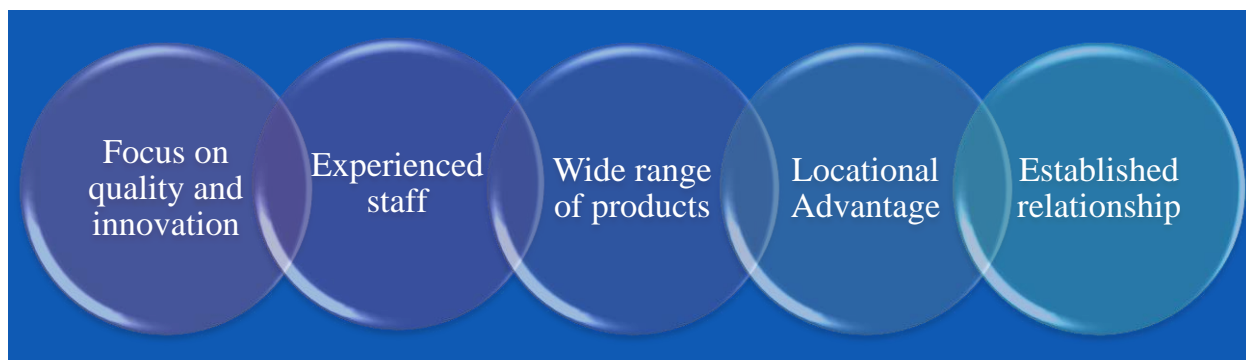 Focus on
quality and
innovation
Experienced
staff
Wide range
of products
Locational
Advantage
Established
relationship